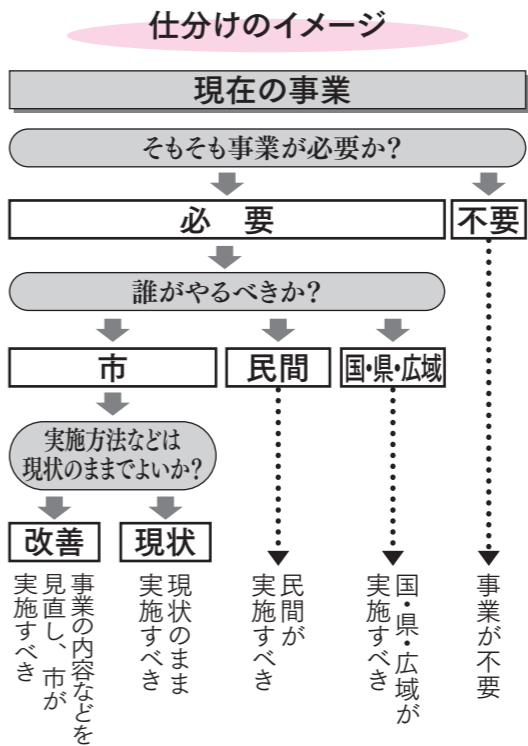 仕分けのイメージ
現在の事業
そもそも事業が必要か?
必　要
不要
誰がやるべきか?
市
民間
国・県・広域
実施方法などは
現状のままでよいか?
改善
現状
事業の内容などを
見直し、市が
実施すべき
現状のまま
実施すべき
民間が
実施すべき
国・県・広域が
実施すべき
事業が不要